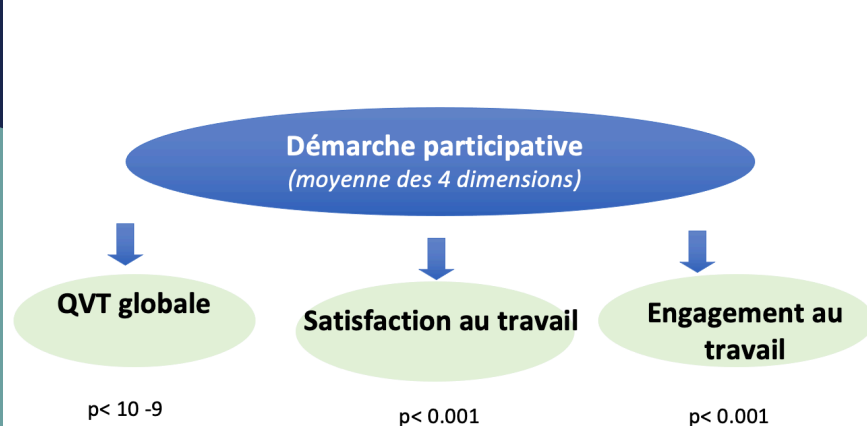 Démarche participative
(moyenne des 4 dimensions)
QVT globale
Satisfaction au travail
Engagement au
travail
p< 10 -9
p< 0.001
p< 0.001